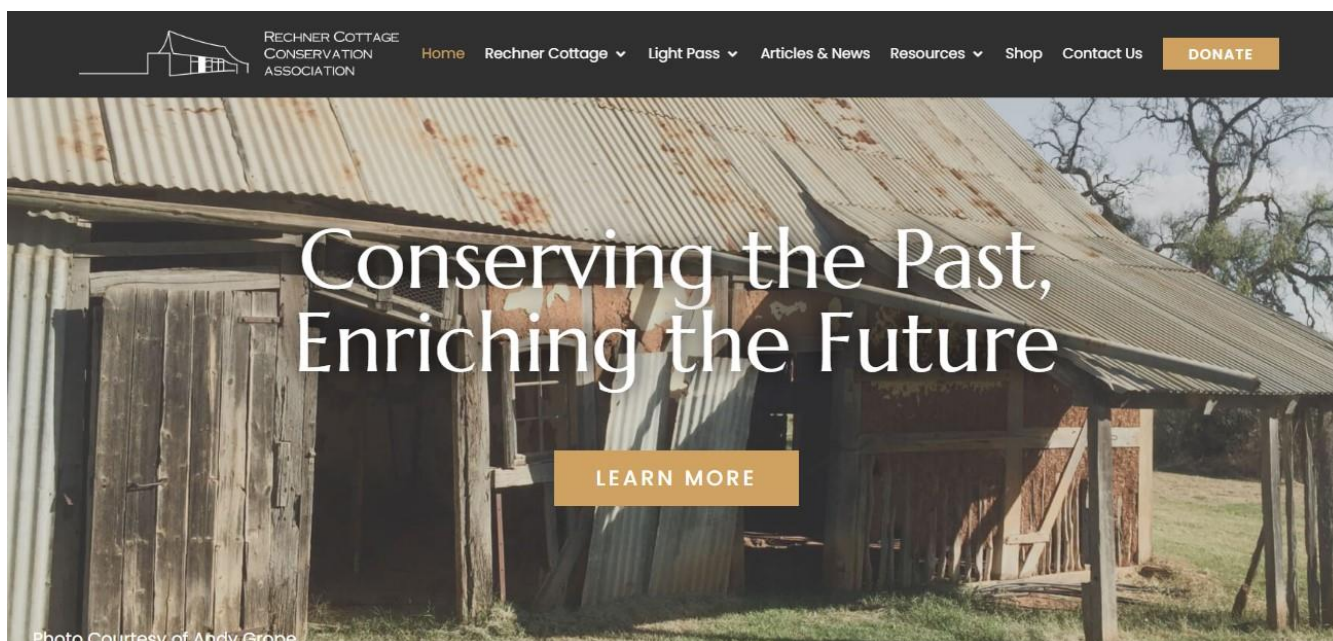 RECHNER COTTAGE
CONSERVATION
ASSOCIATION
Home Rechner Cottage Light Pass Articles & News Resources Shop Contact Us DONATE
Conserving the Past,
Enriching the Future
LEARN MORE
Photo Courtesy of Andy Grope